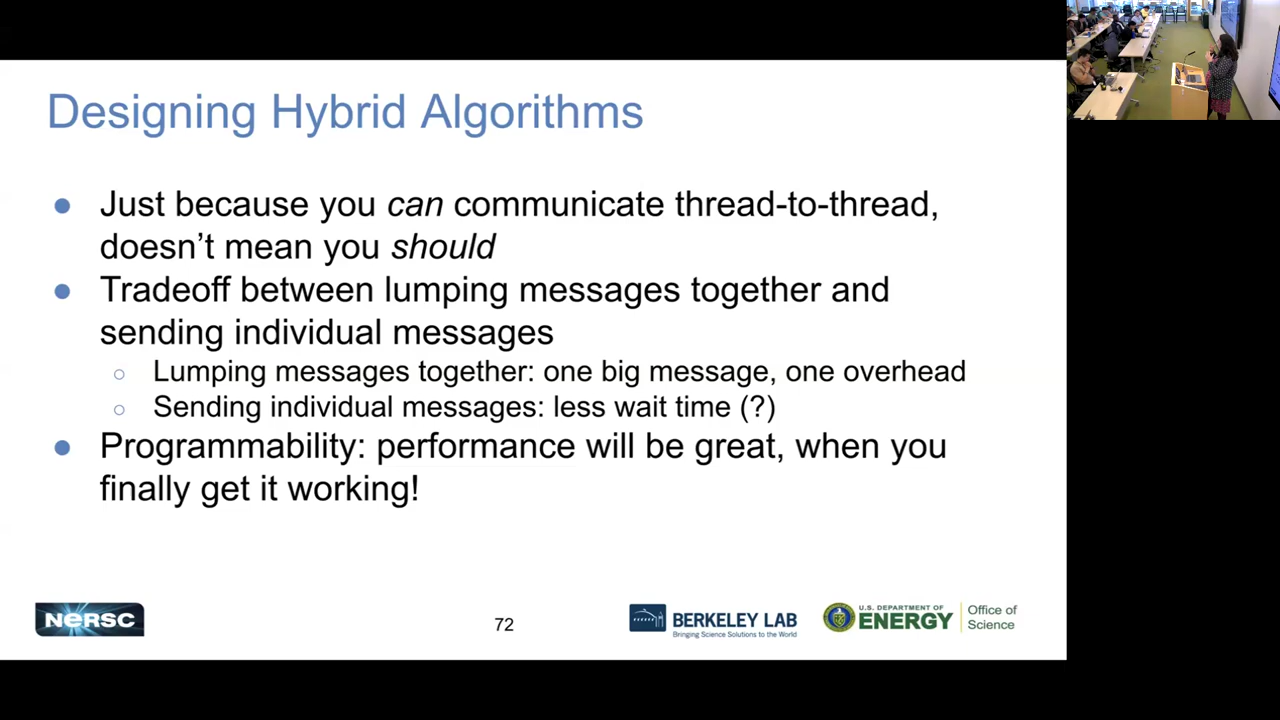 Designing Hybrid Algorithms
● Just because you can communicate thread-to-thread,
doesn’t mean you should
● Tradeoff between lumping messages together and
sending individual messages
○ Lumping messages together: one big message, one overhead
○ Sending individual messages: less wait time (?)
● Programmability: performance will be great, when you
finally get it working!
NERSC
72
BERKELEY LAB
Bringing Science Solutions to the World
U.S. DEPARTMENT OF
ENERGY
Office of
Science